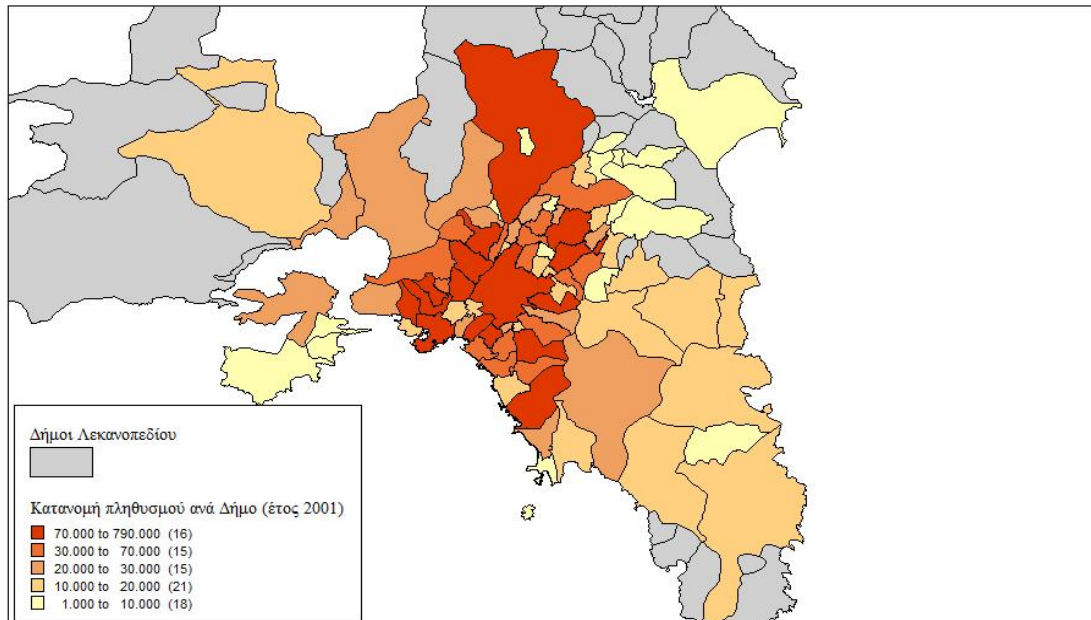 Δήμοι Λεκανοπεδίου
Κατανομή πληθυσμού ανά Δήμο (έτος 2001)
70.000 to 790.000 (16)
30.000 to 70.000 (15)
20.000 to 30.000 (15)
10.000 to 20.000 (21)
1.000 to 10.000 (18)